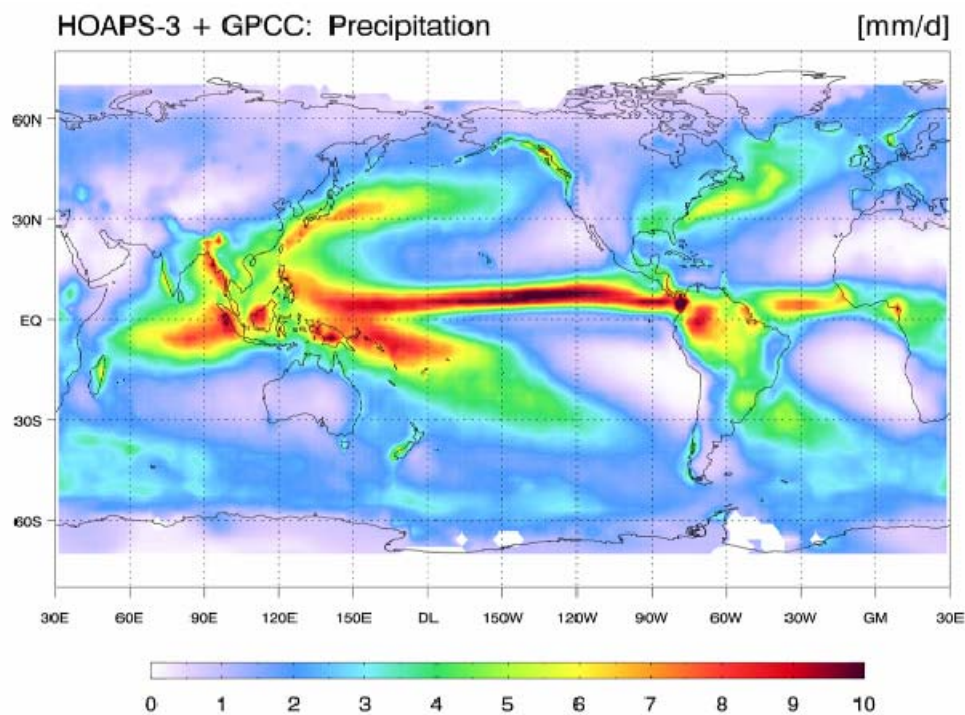 HOAPS-3 + GPCC: Precipitation [mm/d]
60N
30N
EQ
30S
60S
30E 60E 90E 120E 150E DL 150W 120W 90W 60W 30W GM 30E
0 1 2 3 4 5 6 7 8 9 10